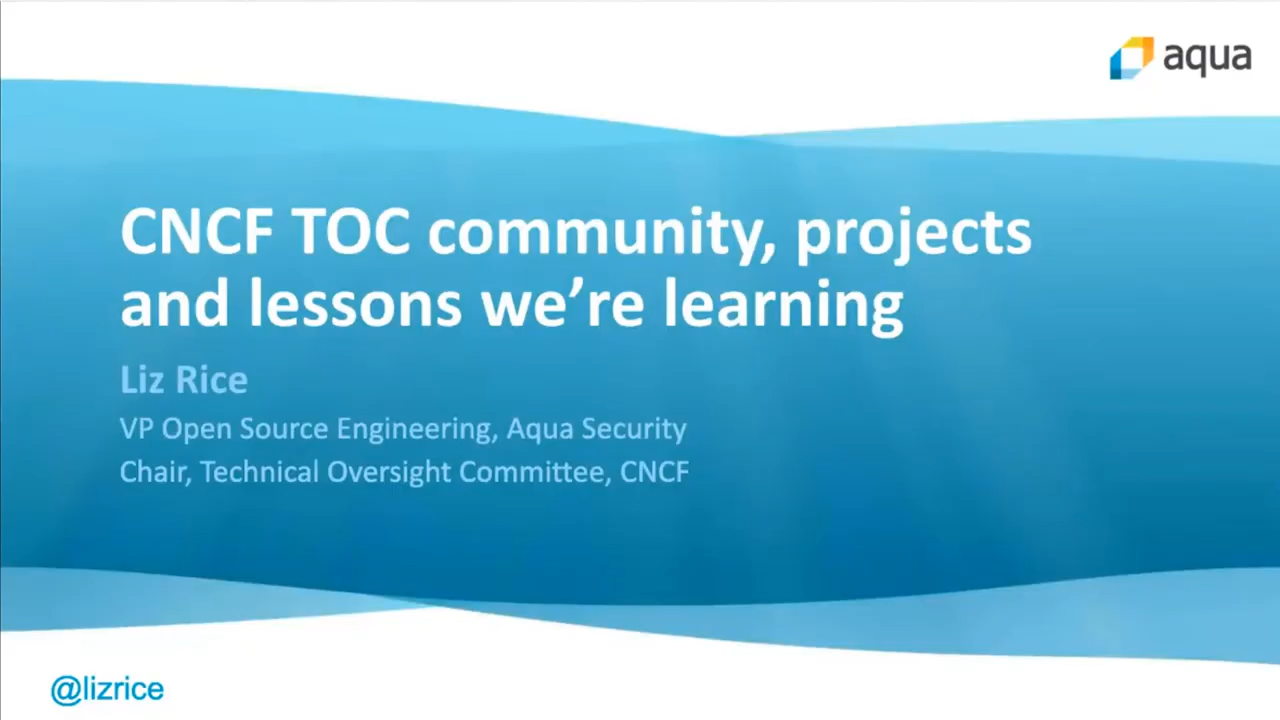 aqua
CNCF TOC community, projects
and lessons we’re learning
Liz Rice
VP Open Source Engineering, Aqua Security
Chair, Technical Oversight Committee, CNCF
@lizrice